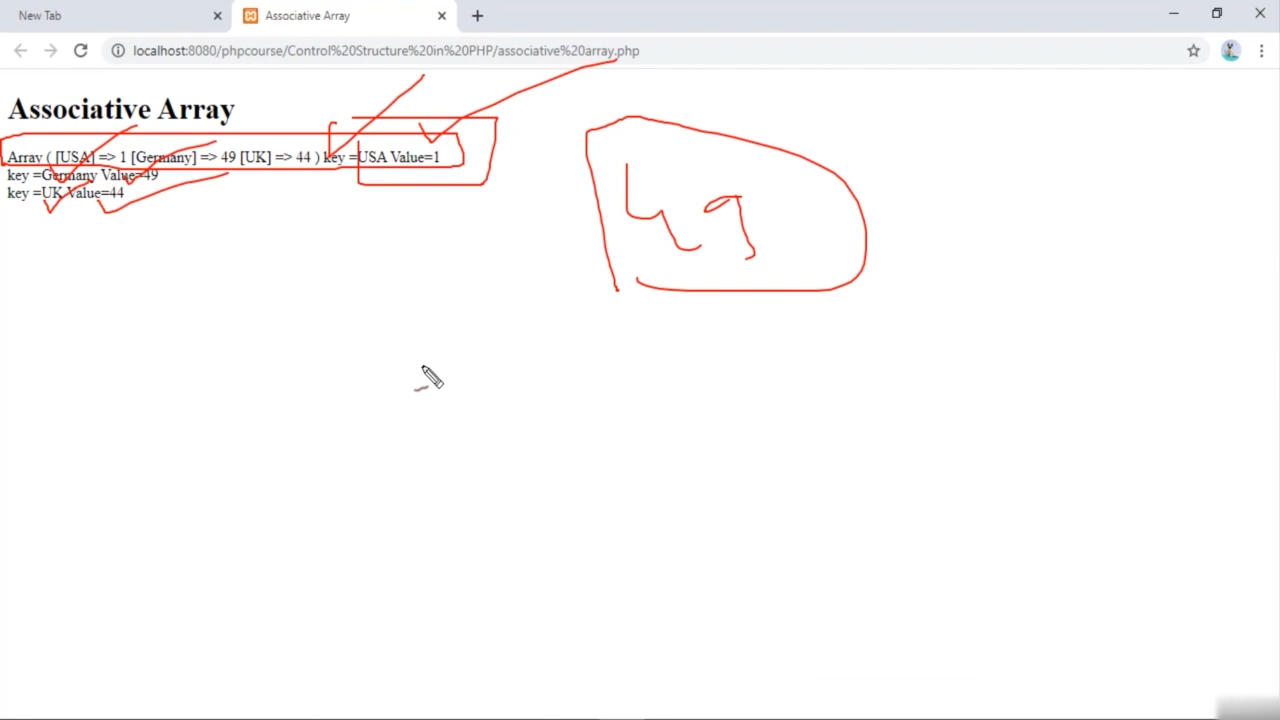 New Tab
Associative Array
localhost:8080/phpcourse/Control%20Structure%20in%20PHP/associative%20array.php
Associative Array
Array ( [USA] => 1 [Germany] => 49 [UK] => 44 ) key =USA Value=1
key =Germany Value=49
key =UK Value=44
49